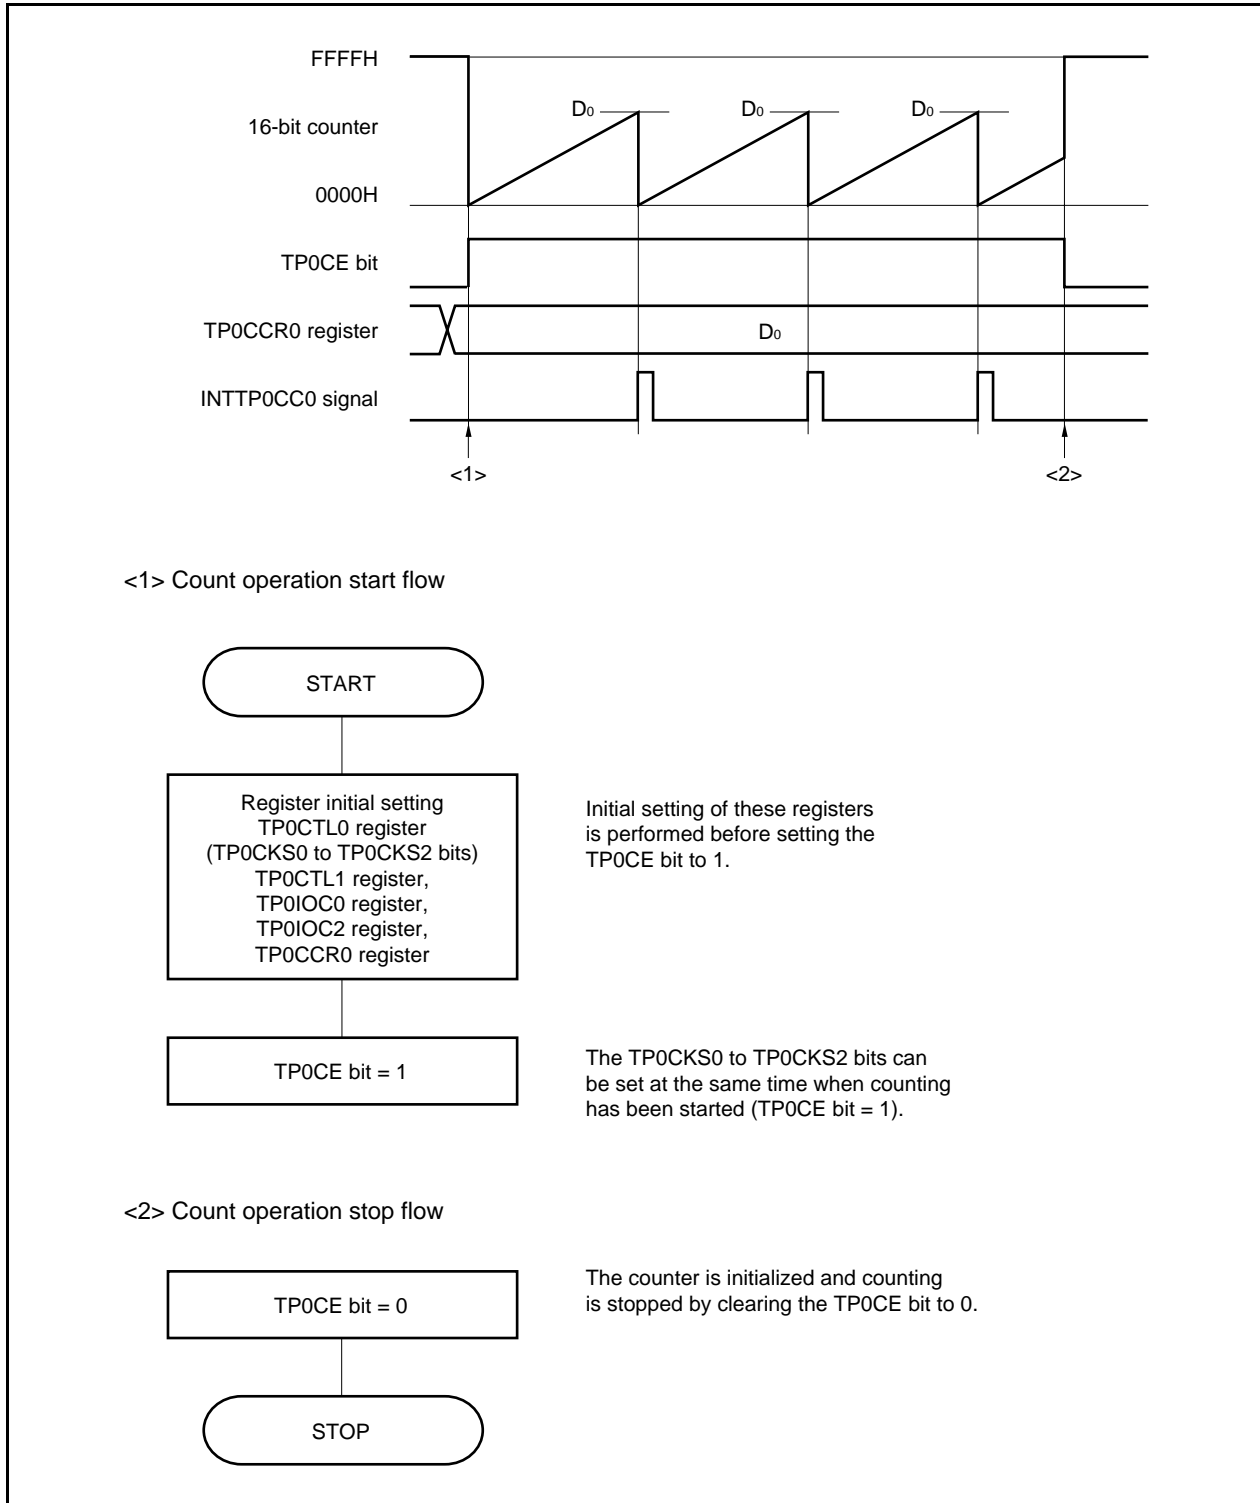 FFFFH
D0 D0 D0
16-bit counter
0000H
TP0CE bit
TP0CCR0 register D0
INTTP0CC0 signal
<1> <2>
<1> Count operation start flow
START
Register initial setting
TP0CTL0 register
(TP0CKS0 to TP0CKS2 bits)
TP0CTL1 register,
TP0IOC0 register,
TP0IOC2 register,
TP0CCR0 register
Initial setting of these registers
is performed before setting the
TP0CE bit to 1.
TP0CE bit = 1
The TP0CKS0 to TP0CKS2 bits can
be set at the same time when counting
has been started (TP0CE bit = 1).
<2> Count operation stop flow
TP0CE bit = 0
The counter is initialized and counting
is stopped by clearing the TP0CE bit to 0.
STOP